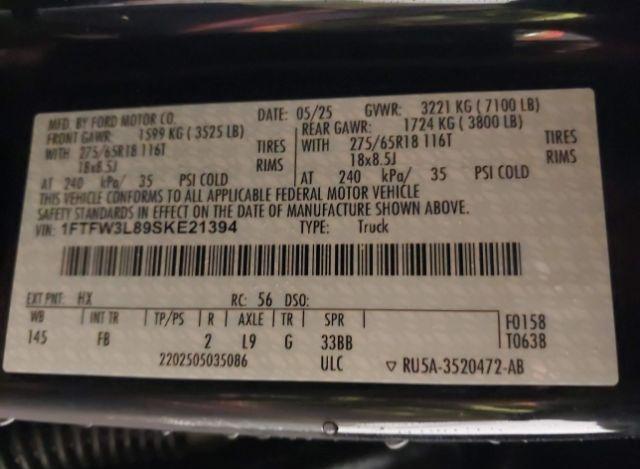 MFD. BY FORD MOTOR CO. DATE: 05/25 GVWR: 3221 KG ( 7100 LB)
FRONT GAWR: 1599 KG ( 3525 LB) REAR GAWR: 1724 KG ( 3800 LB)
WITH 275/65R18 116T TIRES WITH 275/65R18 116T TIRES
18x8.5J RIMS 18x8.5J RIMS
AT 240 kPa/ 35 PSI COLD AT 240 kPa/ 35 PSI COLD
THIS VEHICLE CONFORMS TO ALL APPLICABLE FEDERAL MOTOR VEHICLE
SAFETY STANDARDS IN EFFECT ON THE DATE OF MANUFACTURE SHOWN ABOVE.
VIN: 1FTFW3L89SKE21394 TYPE: Truck
EXT PNT: HX RC: 56 DSO:
WB | INT TR | TP/PS | R | AXLE | TR | SPR | F0158
145 FB 2 L9 G 33BB T0638
2202505035086 ULC ▽ RU5A-3520472-AB